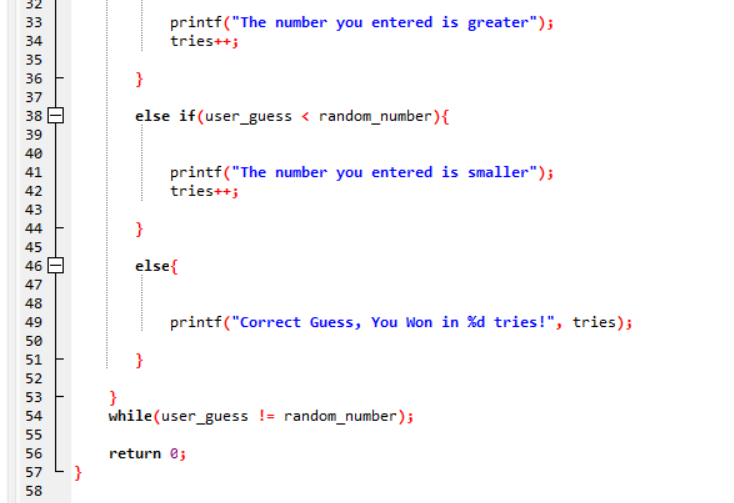 32
33 printf("The number you entered is greater");
34 tries++;
35
36 }
37
38 else if(user_guess < random_number){
39
40
41 printf("The number you entered is smaller");
42 tries++;
43
44 }
45
46 else{
47
48
49 printf("Correct Guess, You Won in %d tries!", tries);
50
51 }
52
53 }
54 while(user_guess != random_number);
55
56 return 0;
57 }
58